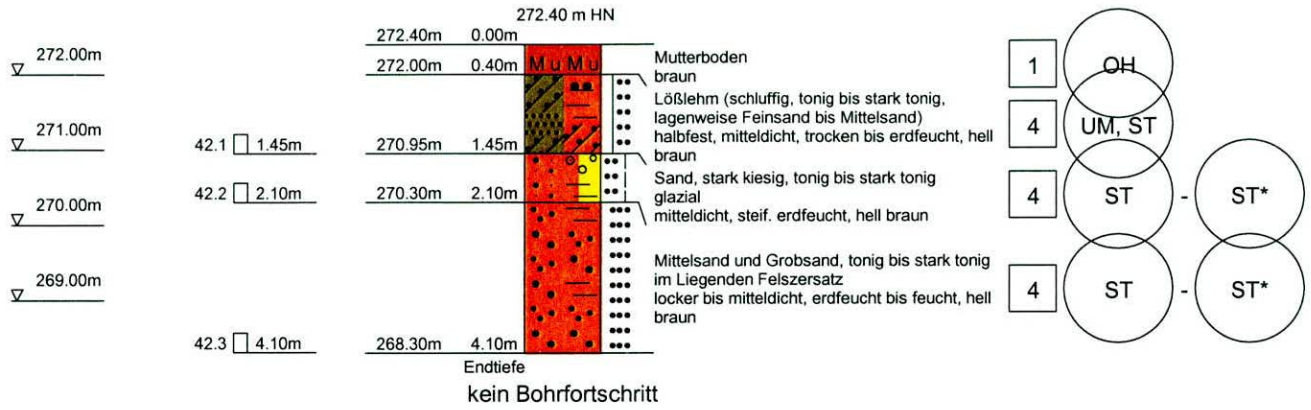 272.40 m HN
272.40m 0.00m
272.00m
272.00m 0.40m
M u M u
Mutterboden
braun
1
OH
Lößlehm (schluffig, tonig bis stark tonig,
lagenweise Feinsand bis Mittelsand)
halbfest, mitteldicht, trocken bis erdfeucht, hell
braun
4
UM, ST
271.00m
42.1 1.45m
270.95m 1.45m
Sand, stark kiesig, tonig bis stark tonig
glazial
mitteldicht, steif. erdfeucht, hell braun
4
ST - ST*
42.2 2.10m
270.30m 2.10m
270.00m
Mittelsand und Grobsand, tonig bis stark tonig
im Liegenden Felszersatz
locker bis mitteldicht, erdfeucht bis feucht, hell
braun
4
ST - ST*
269.00m
42.3 4.10m
268.30m 4.10m
Endtiefe
kein Bohrfortschritt